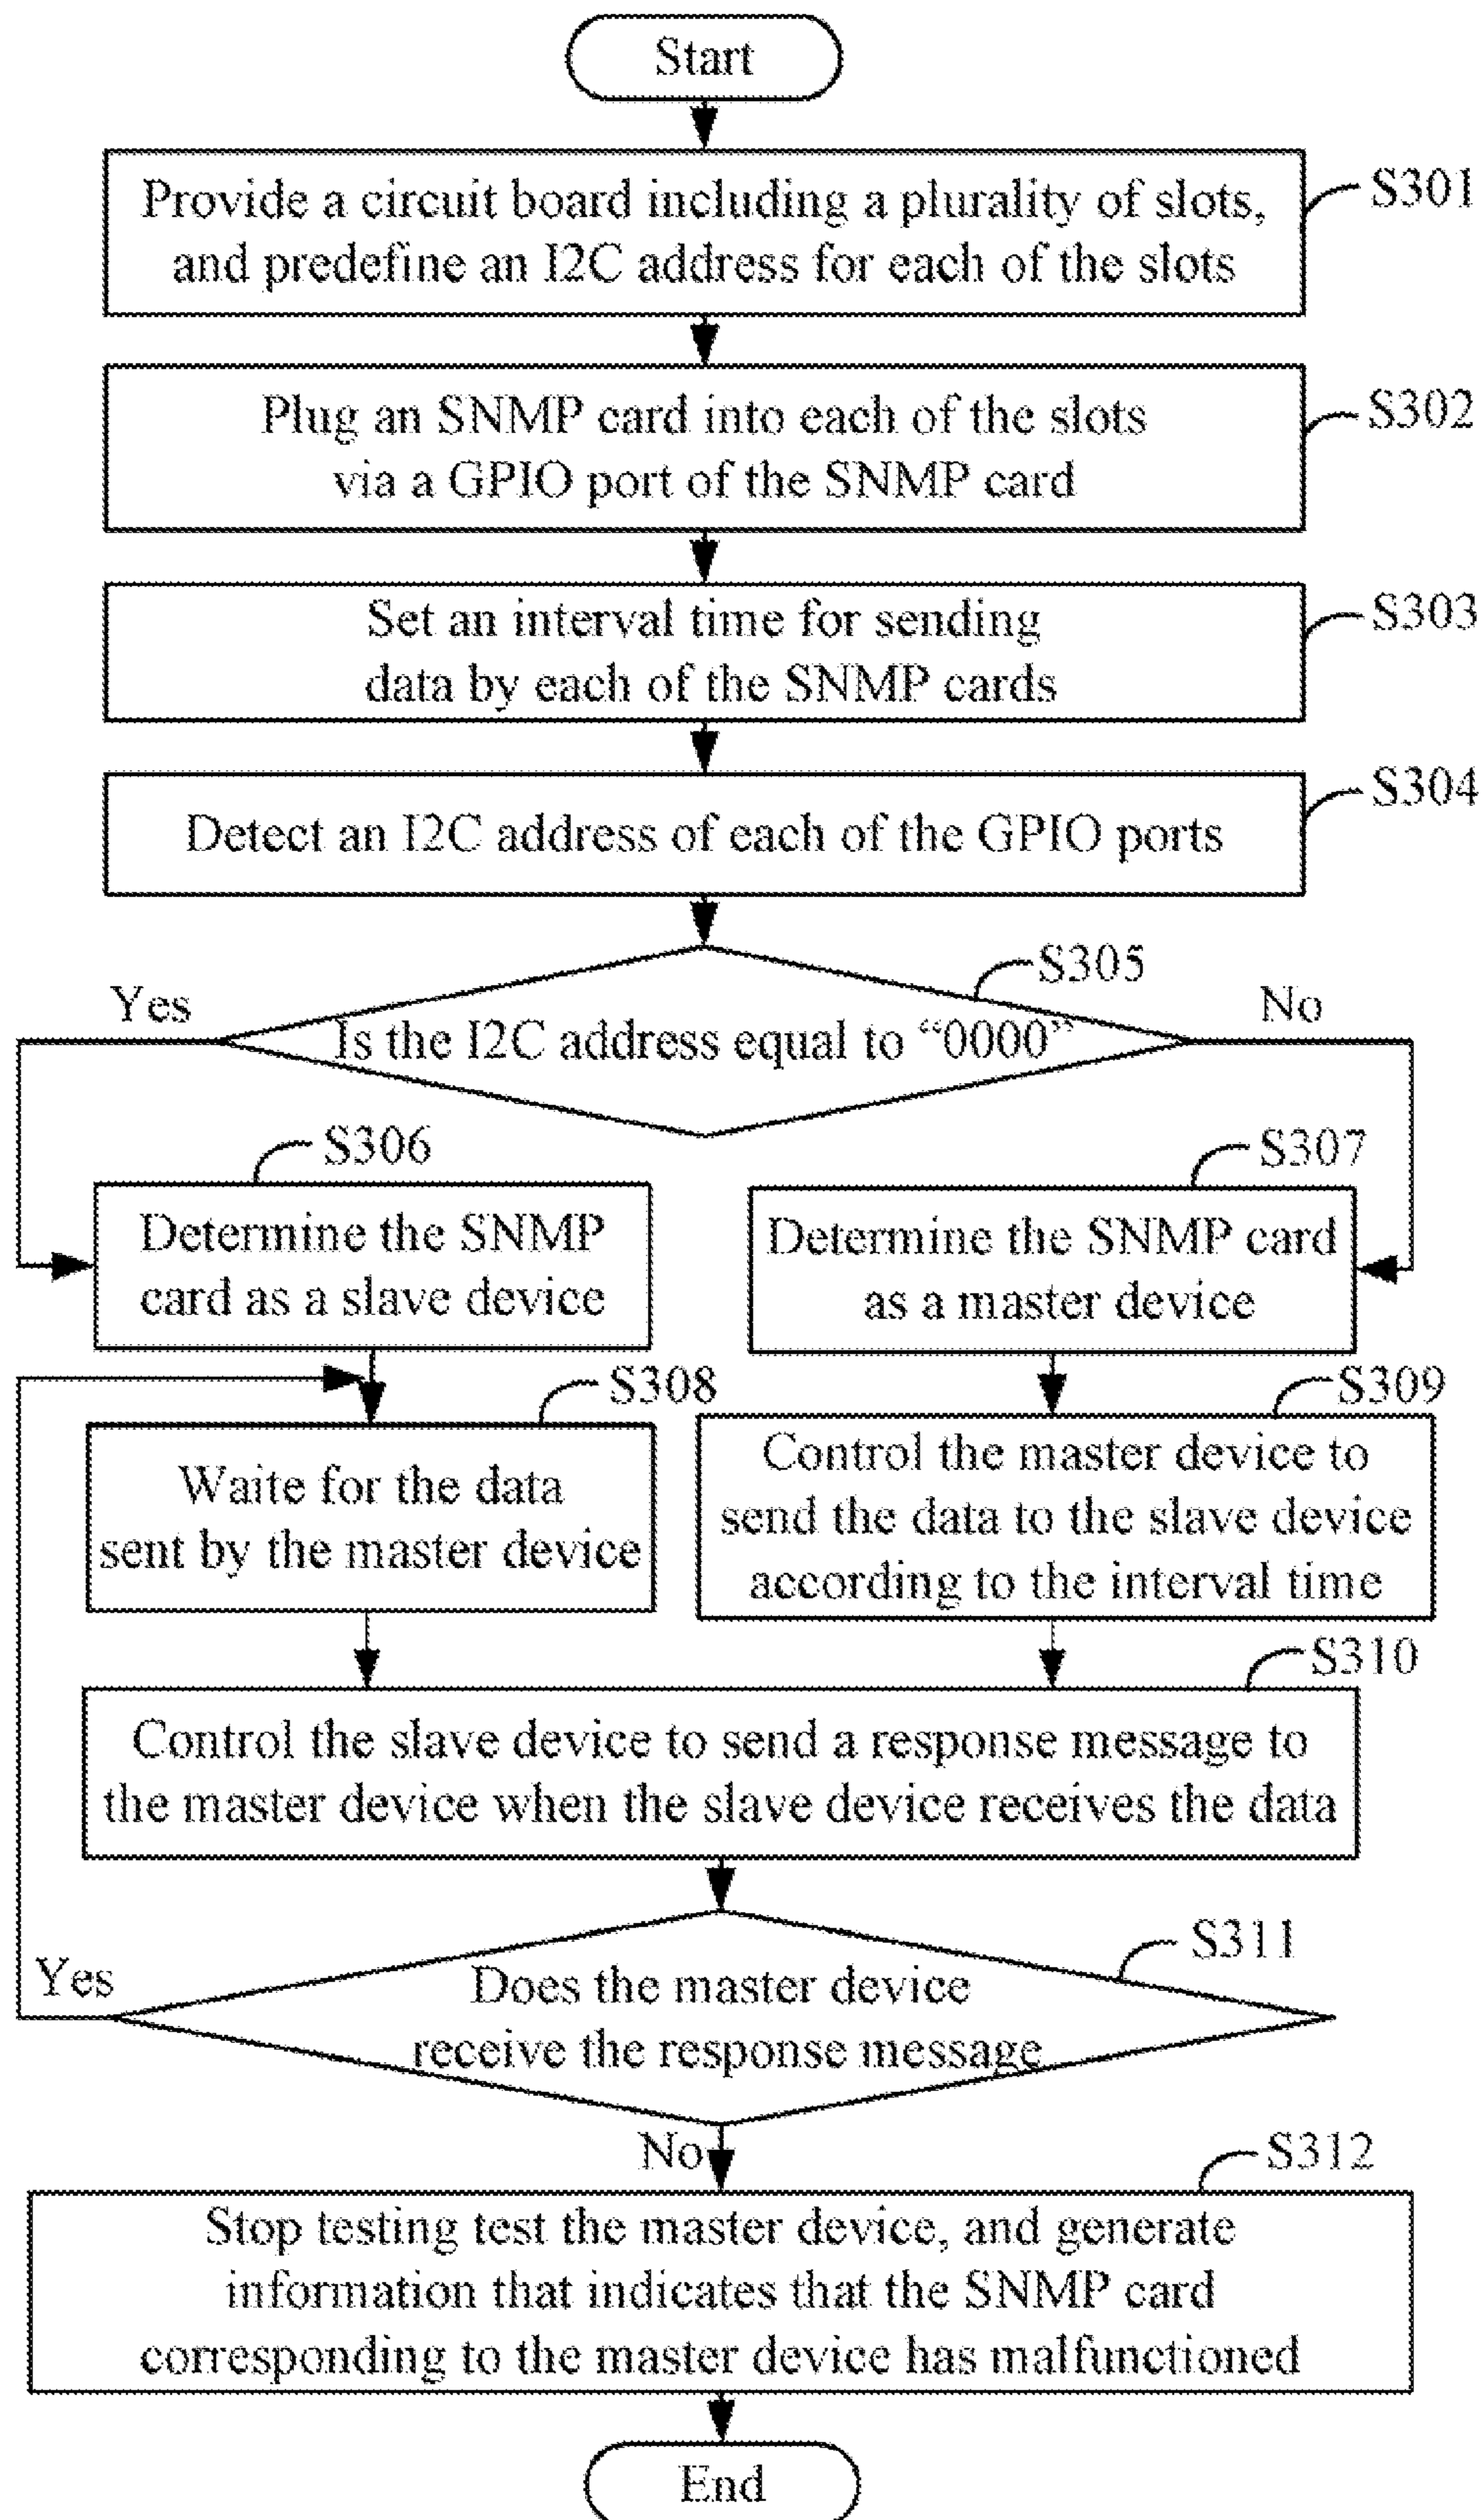 Start
Provide a circuit board including a plurality of slots,
and predefine an I2C address for each of the slots
S301
Plug an SNMP card into each of the slots
via a GPIO port of the SNMP card
S302
Set an interval time for sending
data by each of the SNMP cards
S303
Detect an I2C address of each of the GPIO ports
S304
S305
Yes
No
Is the I2C address equal to “0000”
S306
S307
Determine the SNMP
card as a slave device
Determine the SNMP card
as a master device
S308
S309
Waite for the data
sent by the master device
Control the master device to
send the data to the slave device
according to the interval time
S310
Control the slave device to send a response message to
the master device when the slave device receives the data
S311
Yes
Does the master device
receive the response message
No
S312
Stop testing test the master device, and generate
information that indicates that the SNMP card
corresponding to the master device has malfunctioned
End